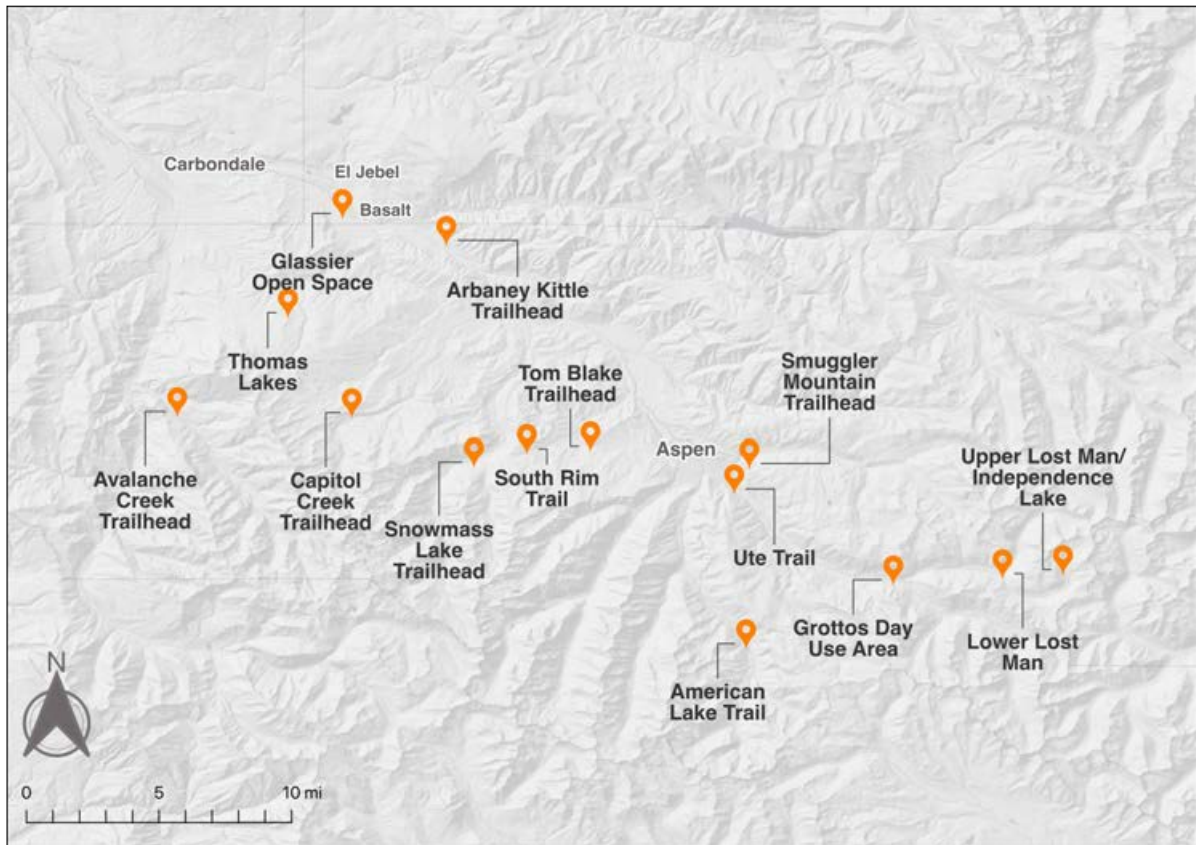 Carbondale
El Jebel
Basalt
Glassier
Open Space
Arbaney Kittle
Trailhead
Thomas
Lakes
Tom Blake
Trailhead
Smuggler
Mountain
Trailhead
Aspen
Avalanche
Creek
Trailhead
Capitol
Creek
Trailhead
South Rim
Trail
Snowmass
Lake
Trailhead
Upper Lost Man/
Independence
Lake
Ute Trail
Grottos Day
Use Area
Lower Lost
Man
American
Lake Trail
N
0 5 10 mi